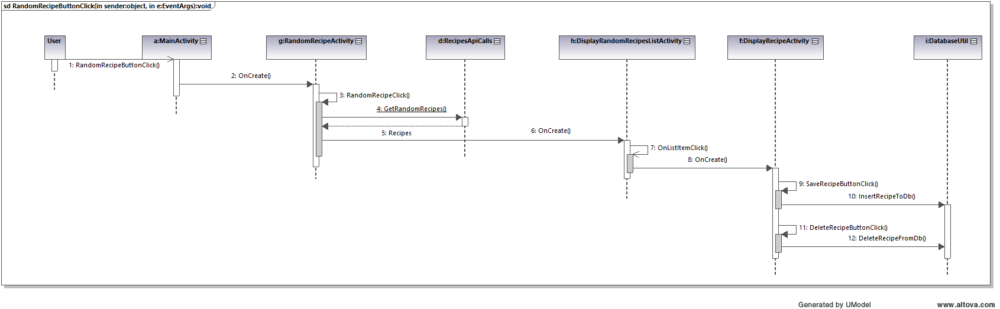 sd RandomRecipeButtonClick(in sender:object, in e:EventArgs):void
User
a:MainActivity
g:RandomRecipeActivity
d:RecipesApiCalls
h:DisplayRandomRecipesListActivity
f:DisplayRecipeActivity
i:DatabaseUtil
1: RandomRecipeButtonClick()
2: OnCreate()
3: RandomRecipeClick()
4: GetRandomRecipes()
5: Recipes
6: OnCreate()
7: OnListItemClick()
8: OnCreate()
9: SaveRecipeButtonClick()
10: InsertRecipeToDb()
11: DeleteRecipeButtonClick()
12: DeleteRecipeFromDb()
Generated by UModel
www.altova.com